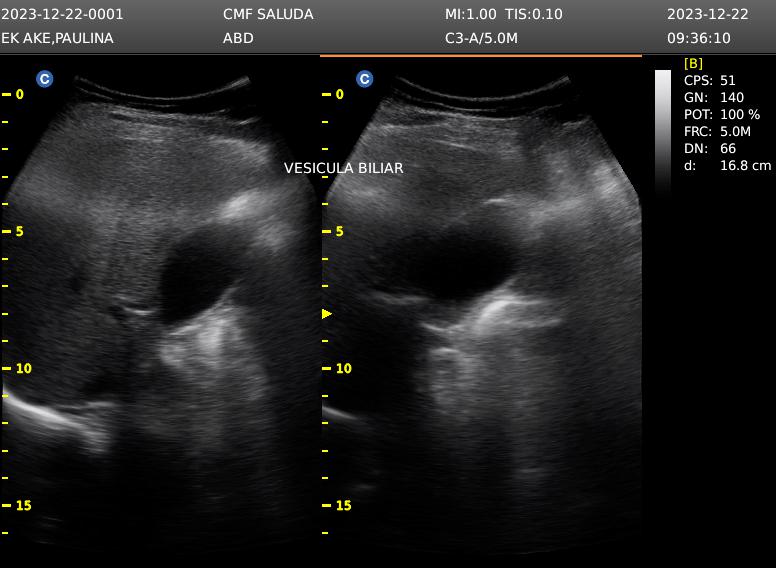 2023-12-22-0001 CMF SALUDA MI:1.00 TIS:0.10 2023-12-22
EK AKE,PAULINA ABD C3-A/5.0M 09:36:10
C
C
[B]
CPS: 51
GN: 140
POT: 100 %
FRC: 5.0M
DN: 66
d: 16.8 cm
VESICULA BILIAR
0
5
10
15
0
5
10
15